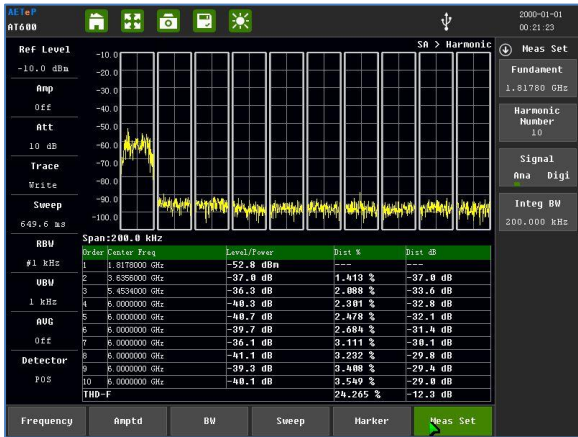 AETeP
AT600
2000-01-01
00:21:23
SA > Harmonic
Ref Level
-10.0 dBm
Amp
Off
Att
10 dB
Trace
Write
Sweep
649.6 ms
RBW
#1 kHz
VBW
1 kHz
AVG
Off
Detector
POS
-10.0
-20.0
-30.0
-40.0
-50.0
-60.0
-70.0
-80.0
-90.0
-100.0
Span:200.0 kHz
Order Center Freq Level/Power Dist % Dist dB
1 1.8178000 GHz -52.8 dBm --- ---
2 3.6356000 GHz -37.0 dB 1.413 % -37.0 dB
3 5.4534000 GHz -36.3 dB 2.088 % -33.6 dB
4 6.0000000 GHz -40.3 dB 2.301 % -32.8 dB
5 6.0000000 GHz -40.7 dB 2.478 % -32.1 dB
6 6.0000000 GHz -39.7 dB 2.684 % -31.4 dB
7 6.0000000 GHz -36.1 dB 3.111 % -30.1 dB
8 6.0000000 GHz -41.1 dB 3.232 % -29.8 dB
9 6.0000000 GHz -39.3 dB 3.408 % -29.4 dB
10 6.0000000 GHz -40.1 dB 3.549 % -29.0 dB
THD-F 24.265 % -12.3 dB
Meas Set
Fundament
1.81780 GHz
Harmonic
Number
10
Signal
Ana Digi
Integ BW
200.000 kHz
Frequency Amptd BW Sweep Marker Meas Set